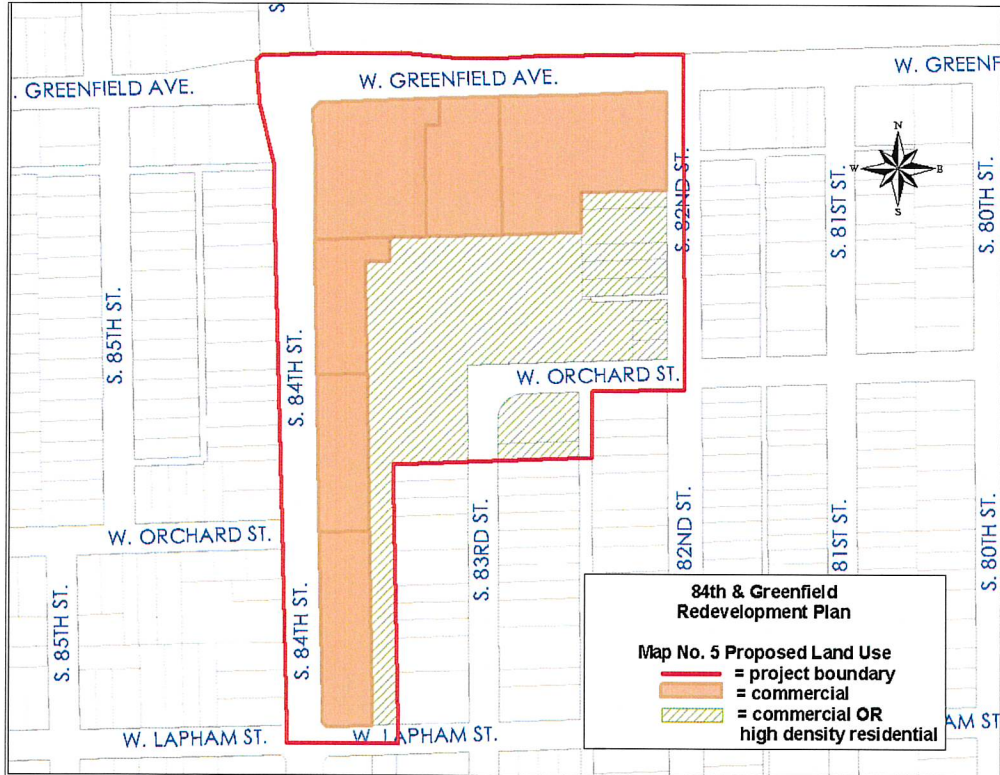 S.
. GREENFIELD AVE.
W. GREENFIELD AVE.
W. GREENF
N
W
E
S
S. 82ND ST.
S. 81ST ST.
S. 80TH ST.
S. 85TH ST.
S. 84TH ST.
W. ORCHARD ST.
W. ORCHARD ST.
S. 83RD ST.
82ND ST.
81ST ST.
S. 80TH ST.
S. 85TH ST.
S. 84TH ST.
84th & Greenfield
Redevelopment Plan
Map No. 5 Proposed Land Use
= project boundary
= commercial
= commercial OR
high density residential
W. LAPHAM ST.
W. LAPHAM ST.
AM ST.